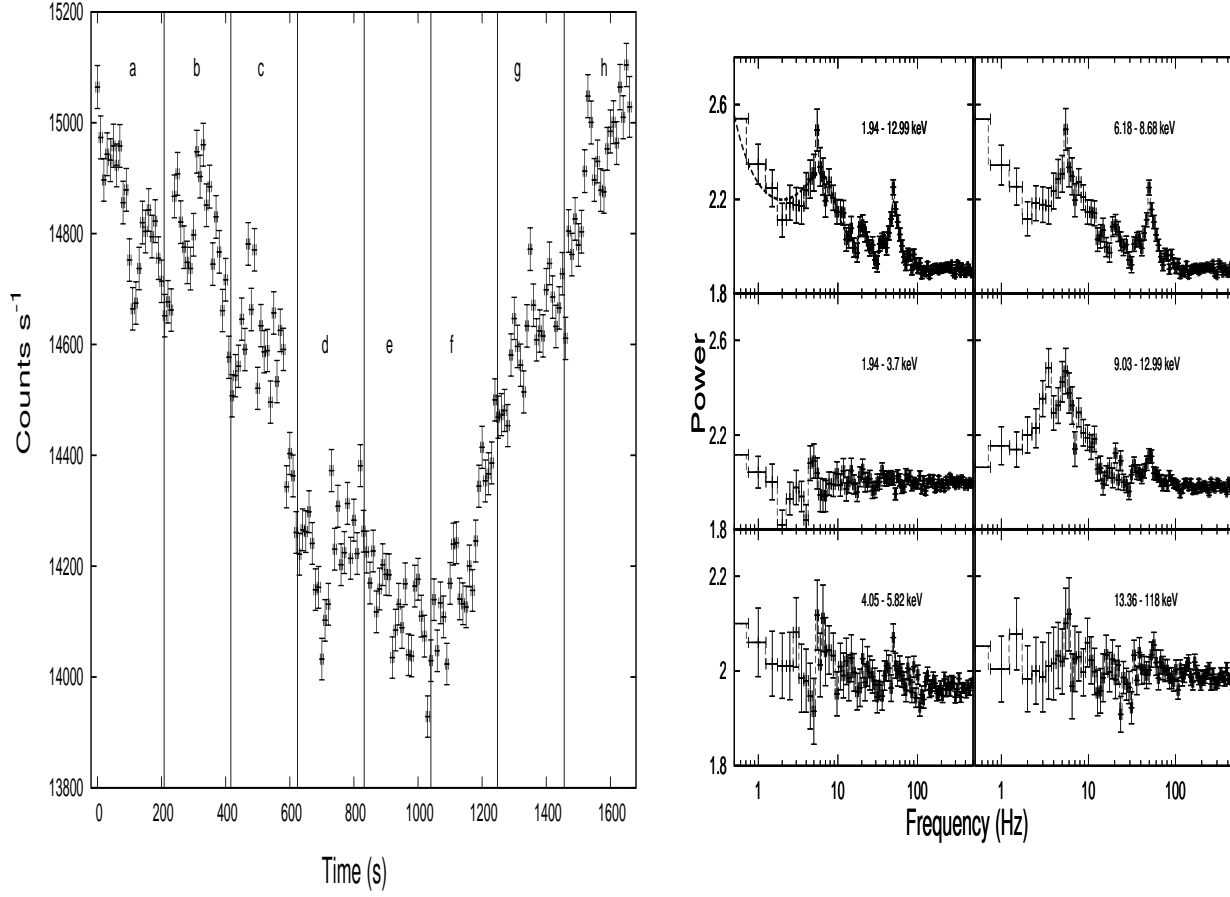 15200
15000
14800
14600
14400
14200
14000
13800
Counts s⁻¹
a
b
c
d
e
f
g
h
0
200
400
600
800
1000
1200
1400
1600
Time (s)
Power
2.6
2.2
1.8
2.6
2.2
1.8
2.2
2
1.8
1.94 - 12.99 keV
6.18 - 8.68 keV
1.94 - 3.7 keV
9.03 - 12.99 keV
4.05 - 5.82 keV
13.36 - 118 keV
1
10
100
1
10
100
Frequency (Hz)